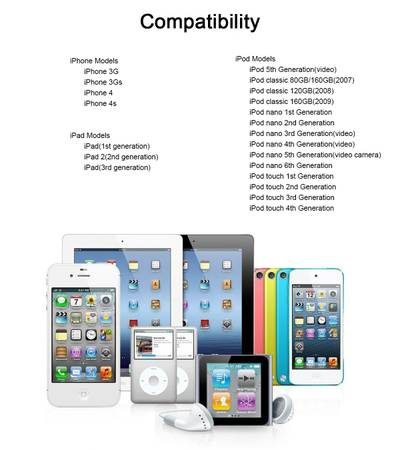 Compatibility
iPhone Models
iPhone 3G
iPhone 3Gs
iPhone 4
iPhone 4s
iPad Models
iPad(1st generation)
iPad 2(2nd generation)
iPad(3rd generation)
iPod Models
iPod 5th Generation(video)
iPod classic 80GB/160GB(2007)
iPod classic 120GB(2008)
iPod classic 160GB(2009)
iPod nano 1st Generation
iPod nano 2nd Generation
iPod nano 3rd Generation(video)
iPod nano 4th Generation(video)
iPod nano 5th Generation(video camera)
iPod nano 6th Generation
iPod touch 1st Generation
iPod touch 2nd Generation
iPod touch 3rd Generation
iPod touch 4th Generation